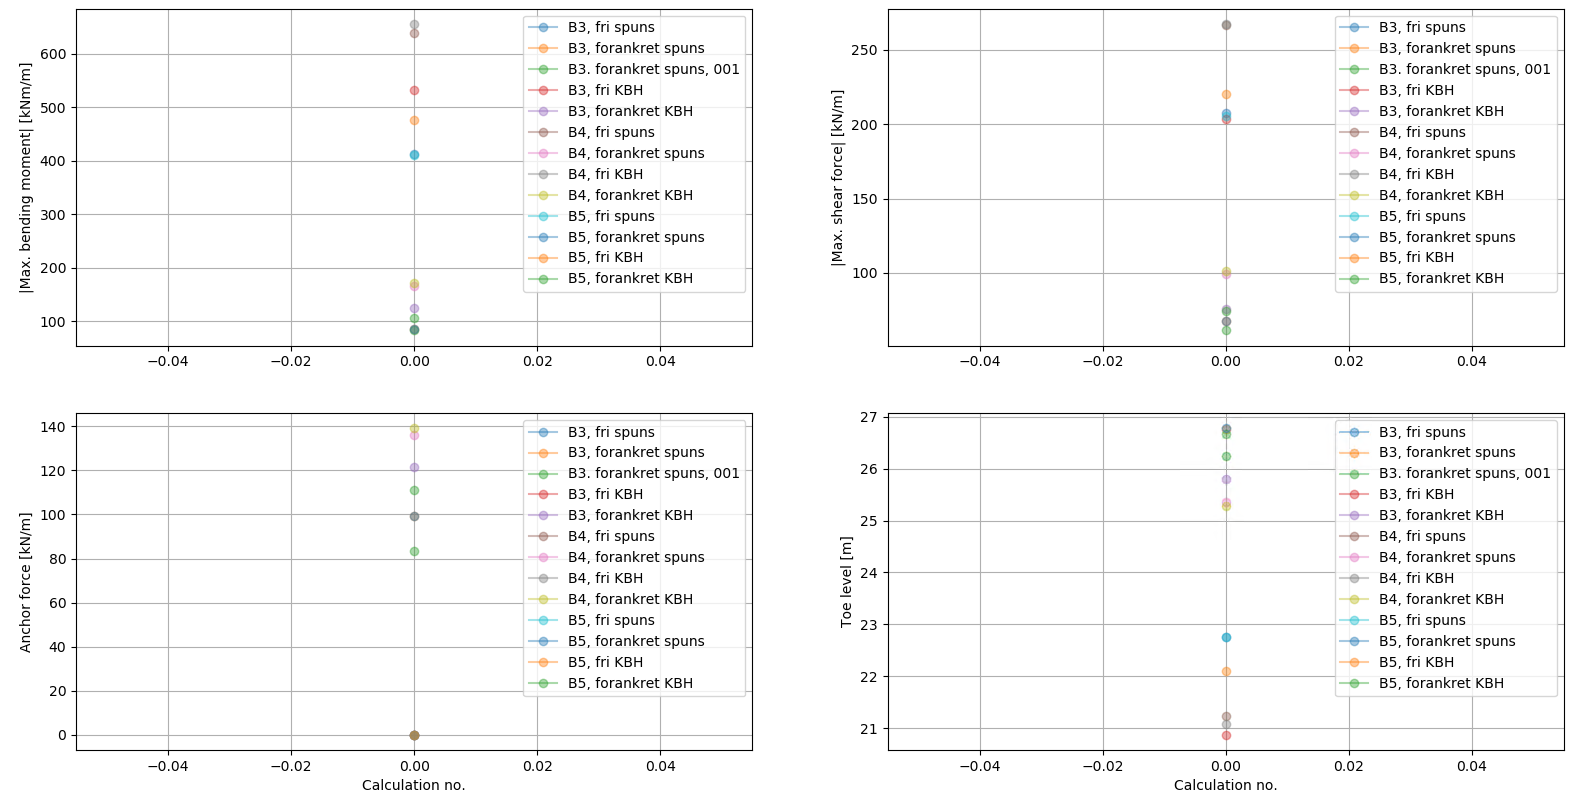 |Max. bending moment| [kNm/m]
600
500
400
300
200
100
−0.04
−0.02
0.00
0.02
0.04
B3, fri spuns
B3, forankret spuns
B3. forankret spuns, 001
B3, fri KBH
B3, forankret KBH
B4, fri spuns
B4, forankret spuns
B4, fri KBH
B4, forankret KBH
B5, fri spuns
B5, forankret spuns
B5, fri KBH
B5, forankret KBH
|Max. shear force| [kN/m]
250
200
150
100
−0.04
−0.02
0.00
0.02
0.04
B3, fri spuns
B3, forankret spuns
B3. forankret spuns, 001
B3, fri KBH
B3, forankret KBH
B4, fri spuns
B4, forankret spuns
B4, fri KBH
B4, forankret KBH
B5, fri spuns
B5, forankret spuns
B5, fri KBH
B5, forankret KBH
Anchor force [kN/m]
140
120
100
80
60
40
20
0
−0.04
−0.02
0.00
0.02
0.04
Calculation no.
B3, fri spuns
B3, forankret spuns
B3. forankret spuns, 001
B3, fri KBH
B3, forankret KBH
B4, fri spuns
B4, forankret spuns
B4, fri KBH
B4, forankret KBH
B5, fri spuns
B5, forankret spuns
B5, fri KBH
B5, forankret KBH
Toe level [m]
27
26
25
24
23
22
21
−0.04
−0.02
0.00
0.02
0.04
Calculation no.
B3, fri spuns
B3, forankret spuns
B3. forankret spuns, 001
B3, fri KBH
B3, forankret KBH
B4, fri spuns
B4, forankret spuns
B4, fri KBH
B4, forankret KBH
B5, fri spuns
B5, forankret spuns
B5, fri KBH
B5, forankret KBH